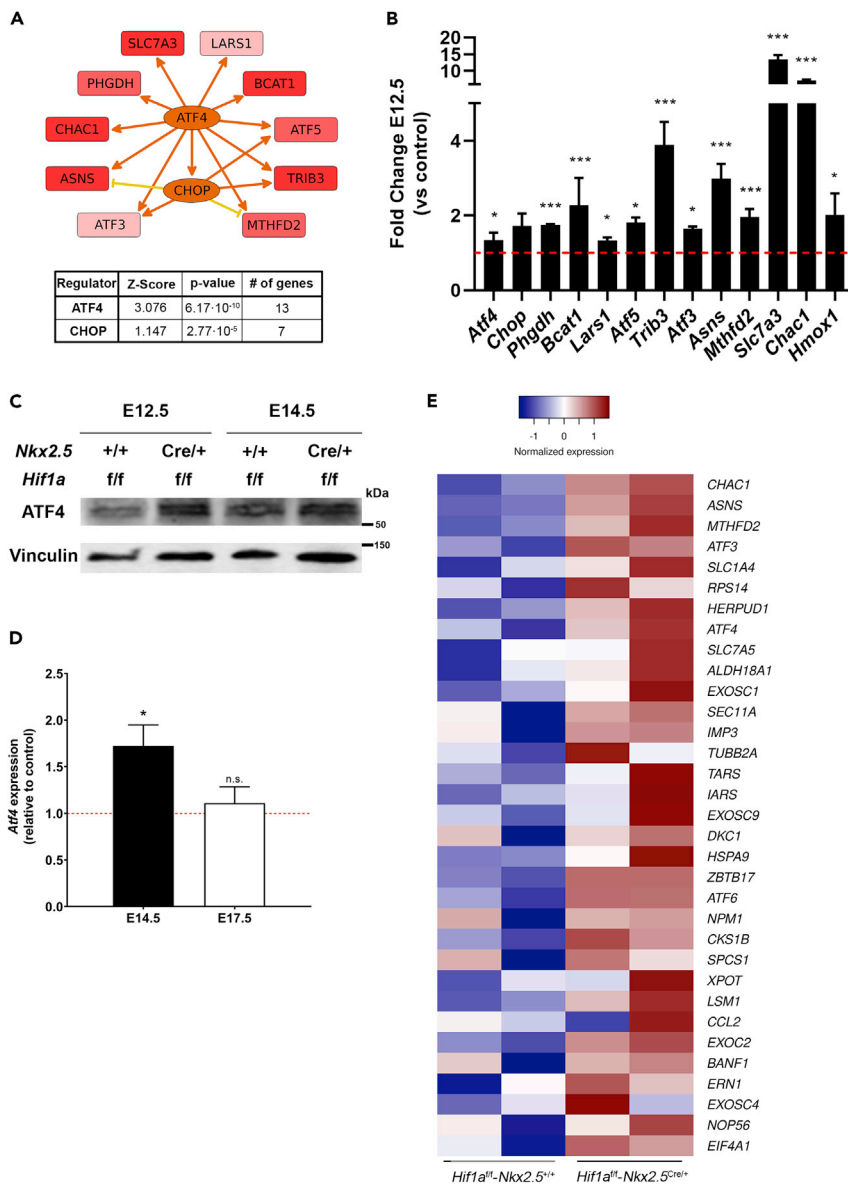 A
SLC7A3 LARS1
PHGDH BCAT1
ATF4
CHAC1 ATF5
ASNS CHOP TRIB3
ATF3 MTHFD2
Regulator Z-Score p-value # of genes
ATF4 3.076 6.17·10-10 13
CHOP 1.147 2.77·10-5 7
B
Fold Change E12.5
(vs control)
20
15
10
5
4
2
0
* *** *** * * *** * *** *** *** *** *
Atf4 Chop Phgdh Bcat1 Lars1 Atf5 Trib3 Atf3 Asns Mthfd2 Slc7a3 Chac1 Hmox1
C
E12.5 E14.5
Nkx2.5 +/+ Cre/+ +/+ Cre/+
Hif1a f/f f/f f/f f/f
kDa
ATF4
50
150
Vinculin
D
Atf4 expression
(relative to control)
2.5
2.0
1.5
1.0
0.5
0.0
* n.s.
E14.5 E17.5
E
-1 0 1
Normalized expression
CHAC1
ASNS
MTHFD2
ATF3
SLC1A4
RPS14
HERPUD1
ATF4
SLC7A5
ALDH18A1
EXOSC1
SEC11A
IMP3
TUBB2A
TARS
IARS
EXOSC9
DKC1
HSPA9
ZBTB17
ATF6
NPM1
CKS1B
SPCS1
XPOT
LSM1
CCL2
EXOC2
BANF1
ERN1
EXOSC4
NOP56
EIF4A1
Hif1af/f-Nkx2.5+/+ Hif1af/f-Nkx2.5Cre/+